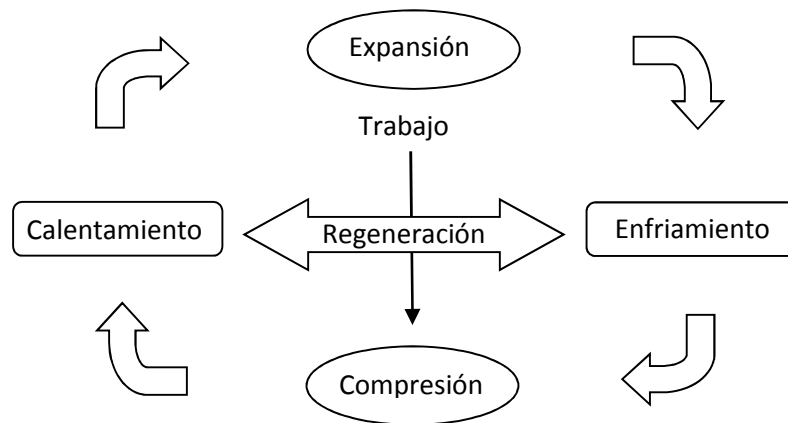 Expansión
Trabajo
Calentamiento
Regeneración
Enfriamiento
Compresión